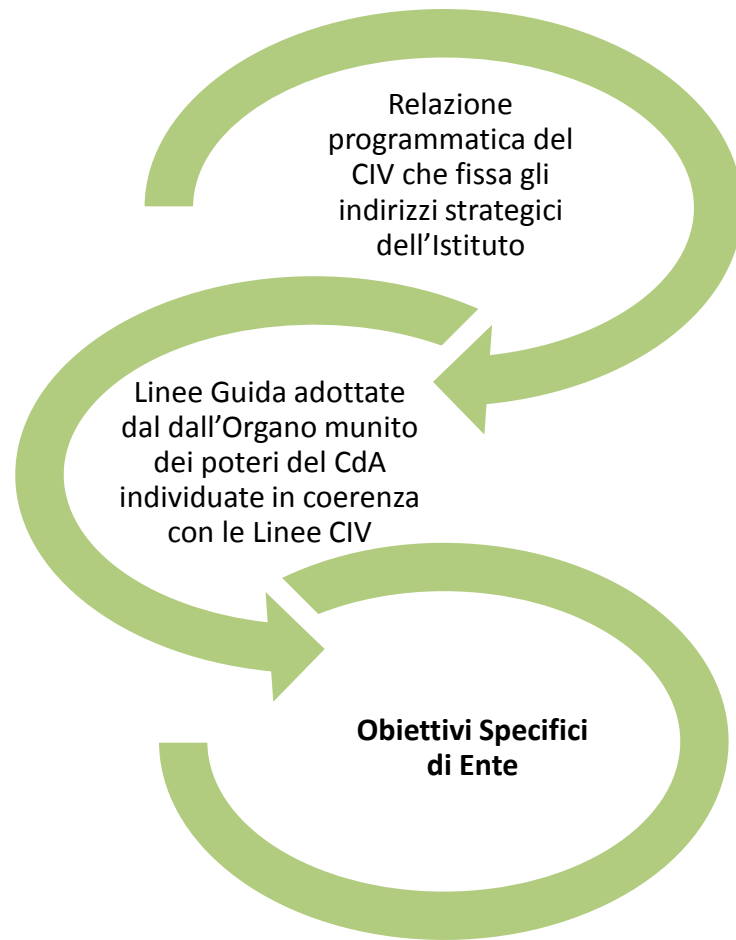 Relazione
programmatica del
CIV che fissa gli
indirizzi strategici
dell’Istituto
Linee Guida adottate
dal dall’Organo munito
dei poteri del CdA
individuate in coerenza
con le Linee CIV
Obiettivi Specifici
di Ente